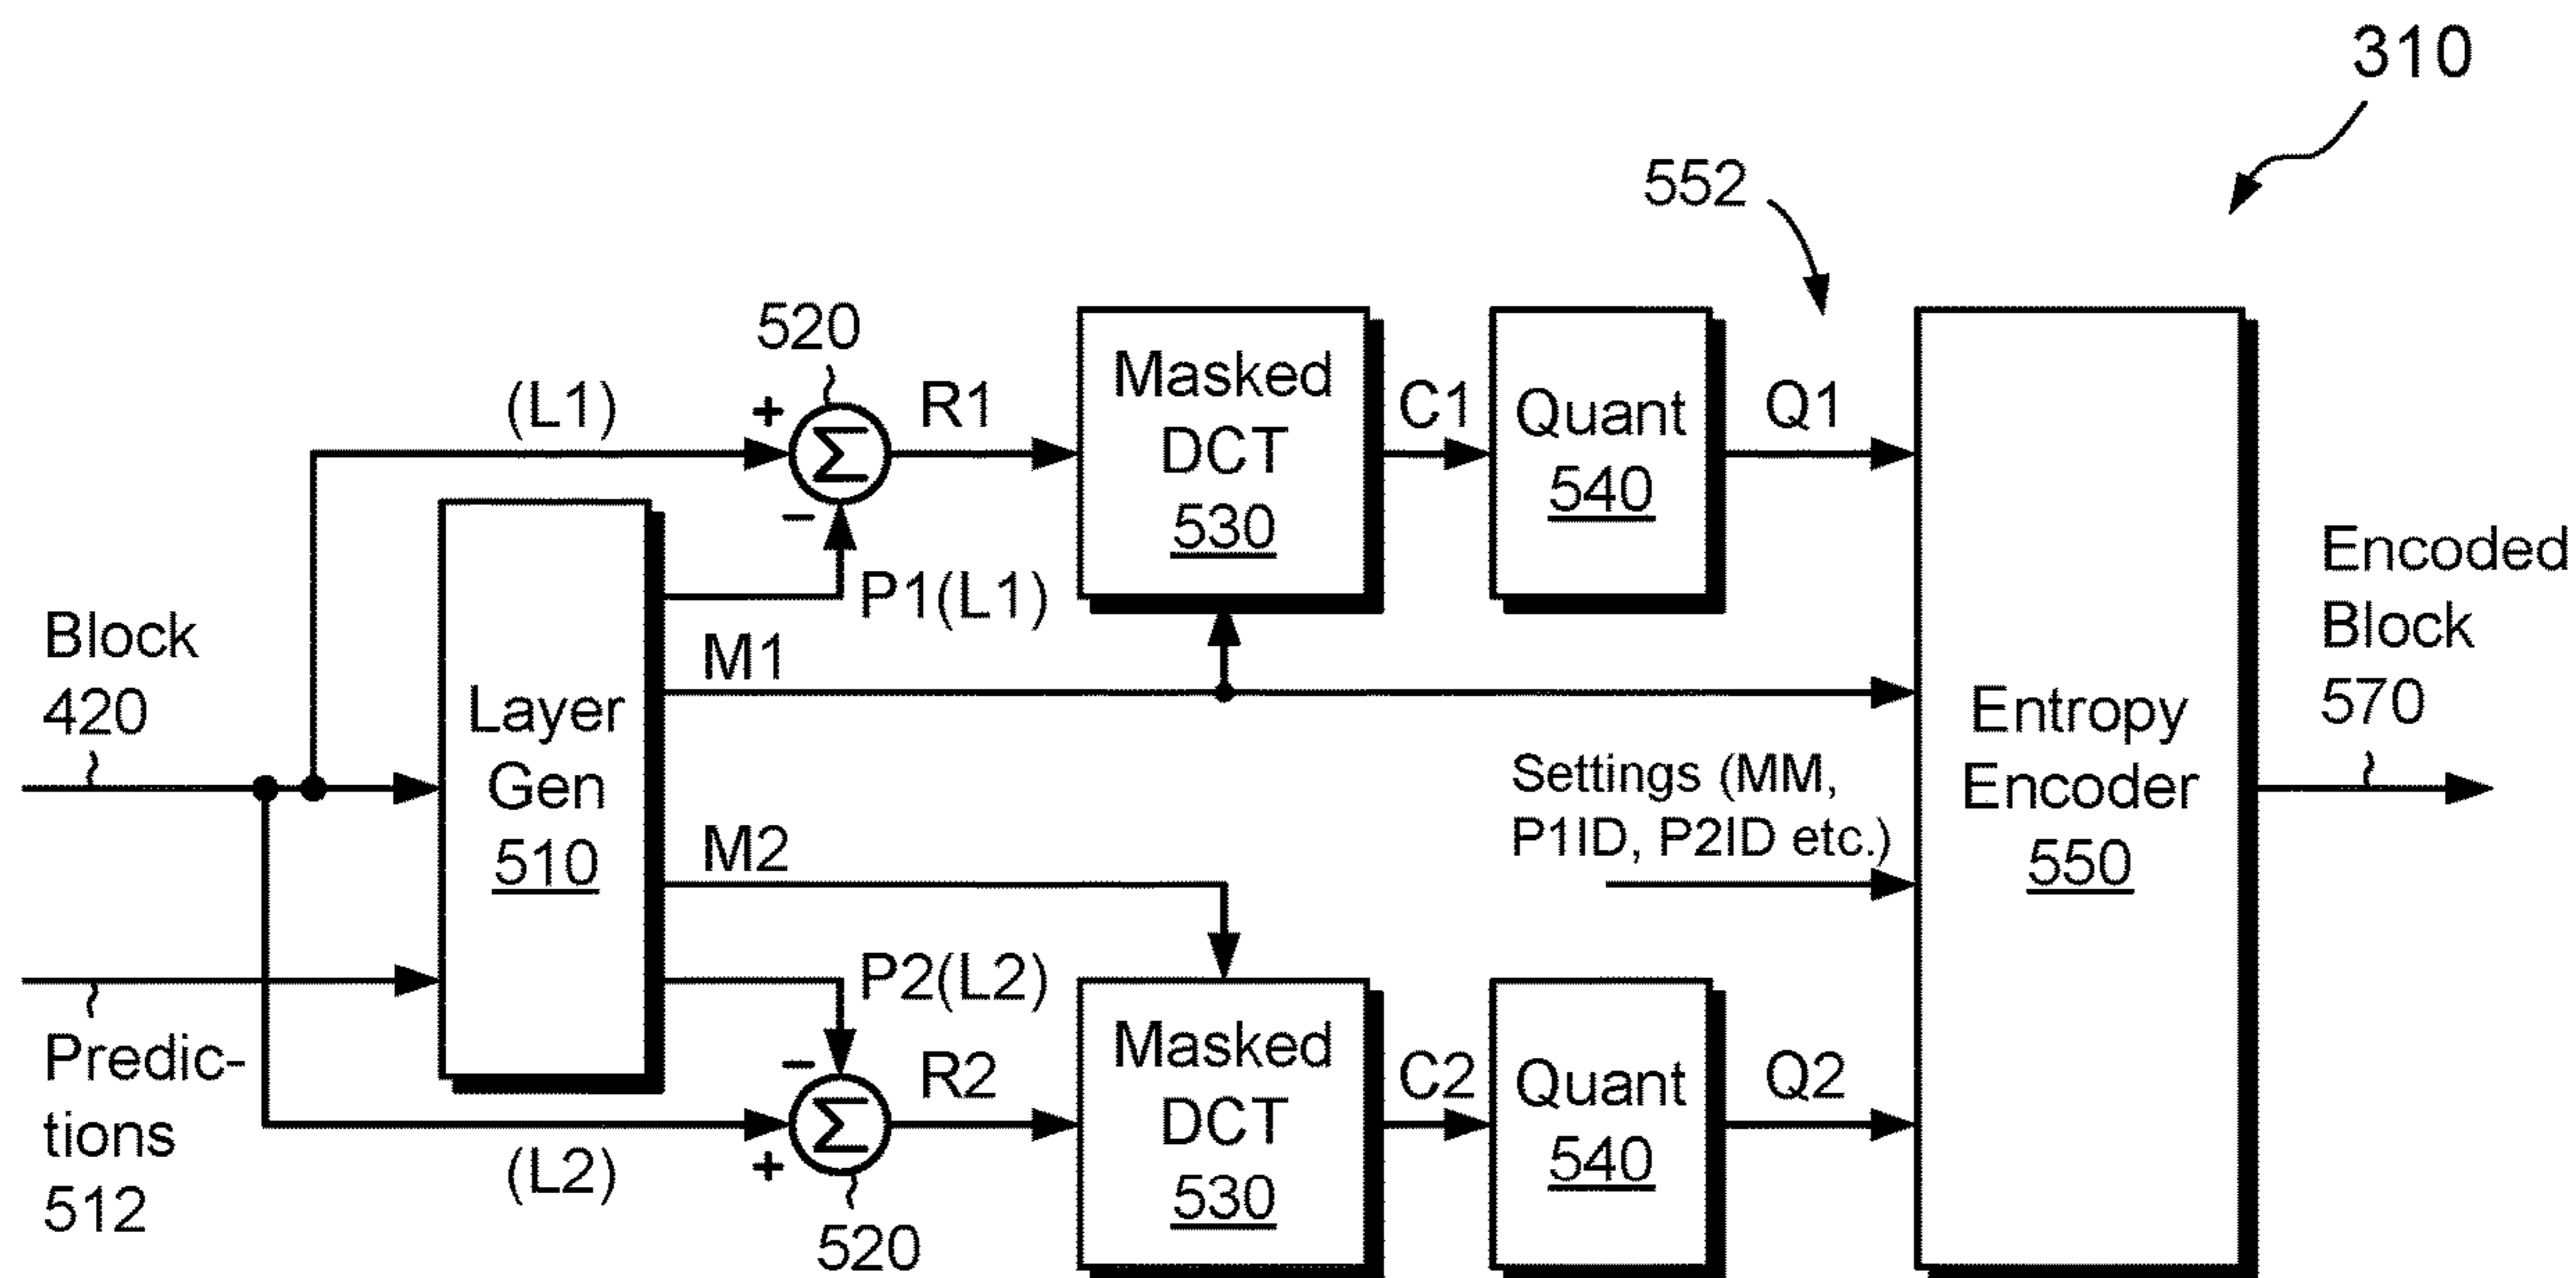 310
552
520
(L1)
+
Σ
−
R1
Masked
DCT
530
C1
Quant
540
Q1
P1(L1)
M1
Block
420
Layer
Gen
510
M2
Settings (MM,
P1ID, P2ID etc.)
Entropy
Encoder
550
Encoded
Block
570
Predic-
tions
512
P2(L2)
−
Σ
+
(L2)
520
R2
Masked
DCT
530
C2
Quant
540
Q2